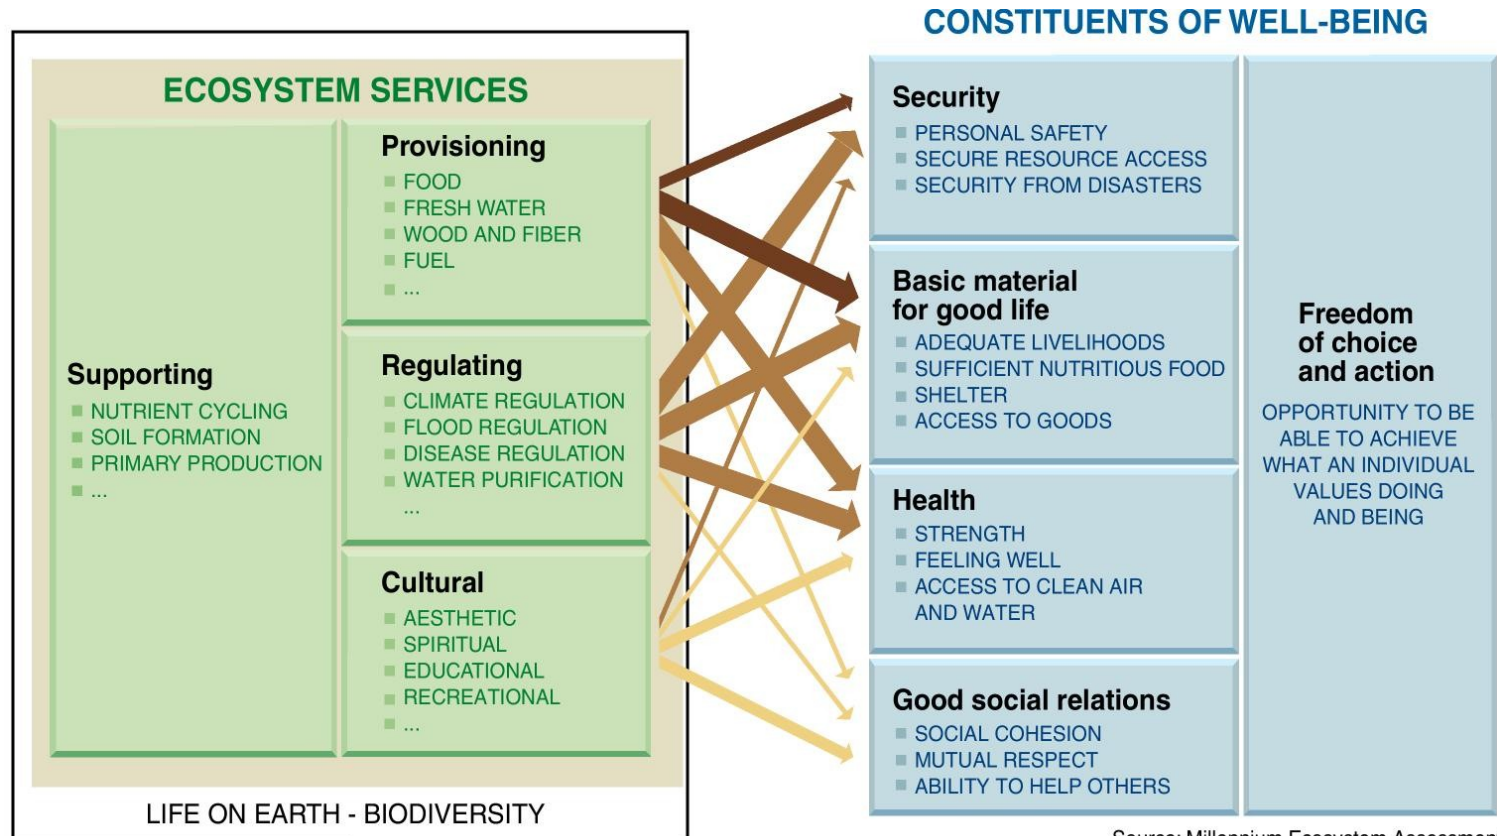 CONSTITUENTS OF WELL-BEING
ECOSYSTEM SERVICES
Supporting
NUTRIENT CYCLING
SOIL FORMATION
PRIMARY PRODUCTION
...
Provisioning
FOOD
FRESH WATER
WOOD AND FIBER
FUEL
...
Regulating
CLIMATE REGULATION
FLOOD REGULATION
DISEASE REGULATION
WATER PURIFICATION
...
Cultural
AESTHETIC
SPIRITUAL
EDUCATIONAL
RECREATIONAL
...
LIFE ON EARTH - BIODIVERSITY
Security
PERSONAL SAFETY
SECURE RESOURCE ACCESS
SECURITY FROM DISASTERS
Basic material
for good life
ADEQUATE LIVELIHOODS
SUFFICIENT NUTRITIOUS FOOD
SHELTER
ACCESS TO GOODS
Health
STRENGTH
FEELING WELL
ACCESS TO CLEAN AIR
AND WATER
Good social relations
SOCIAL COHESION
MUTUAL RESPECT
ABILITY TO HELP OTHERS
Freedom
of choice
and action
OPPORTUNITY TO BE
ABLE TO ACHIEVE
WHAT AN INDIVIDUAL
VALUES DOING
AND BEING
Source: Millennium Ecosystem Assessment